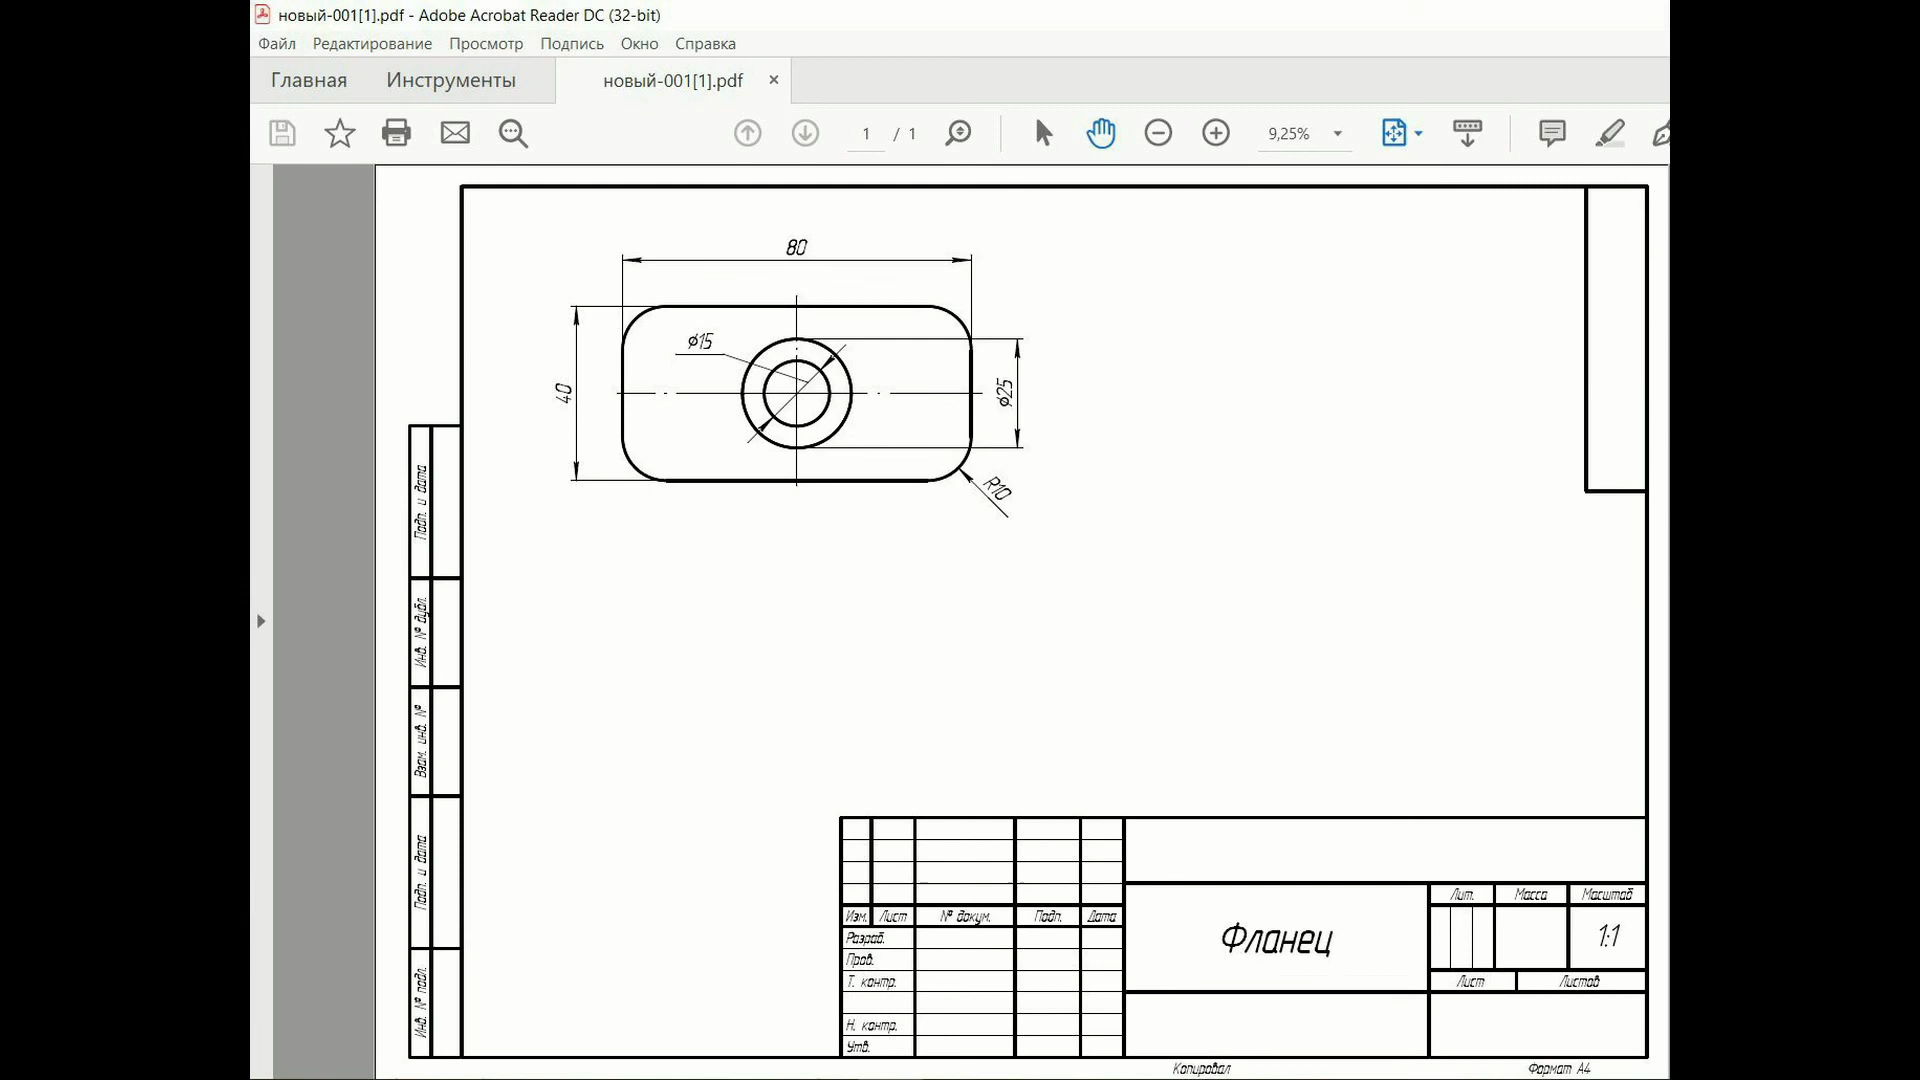 новый-001[1].pdf - Adobe Acrobat Reader DC (32-bit)
Файл Редактирование Просмотр Подпись Окно Справка
Главная Инструменты новый-001[1].pdf ×
1 / 1 9,25%
80
⌀15
40
⌀25
R10
Подп. и дата
Инв. № дубл.
Взам. инв. №
Подп. и дата
Инв. № подл.
Изм. Лист № докум. Подп. Дата
Разраб.
Пров.
Т. контр.
Н. контр.
Утв.
Фланец
Лит. Масса Масштаб
1:1
Лист Листов
Копировал Формат А4